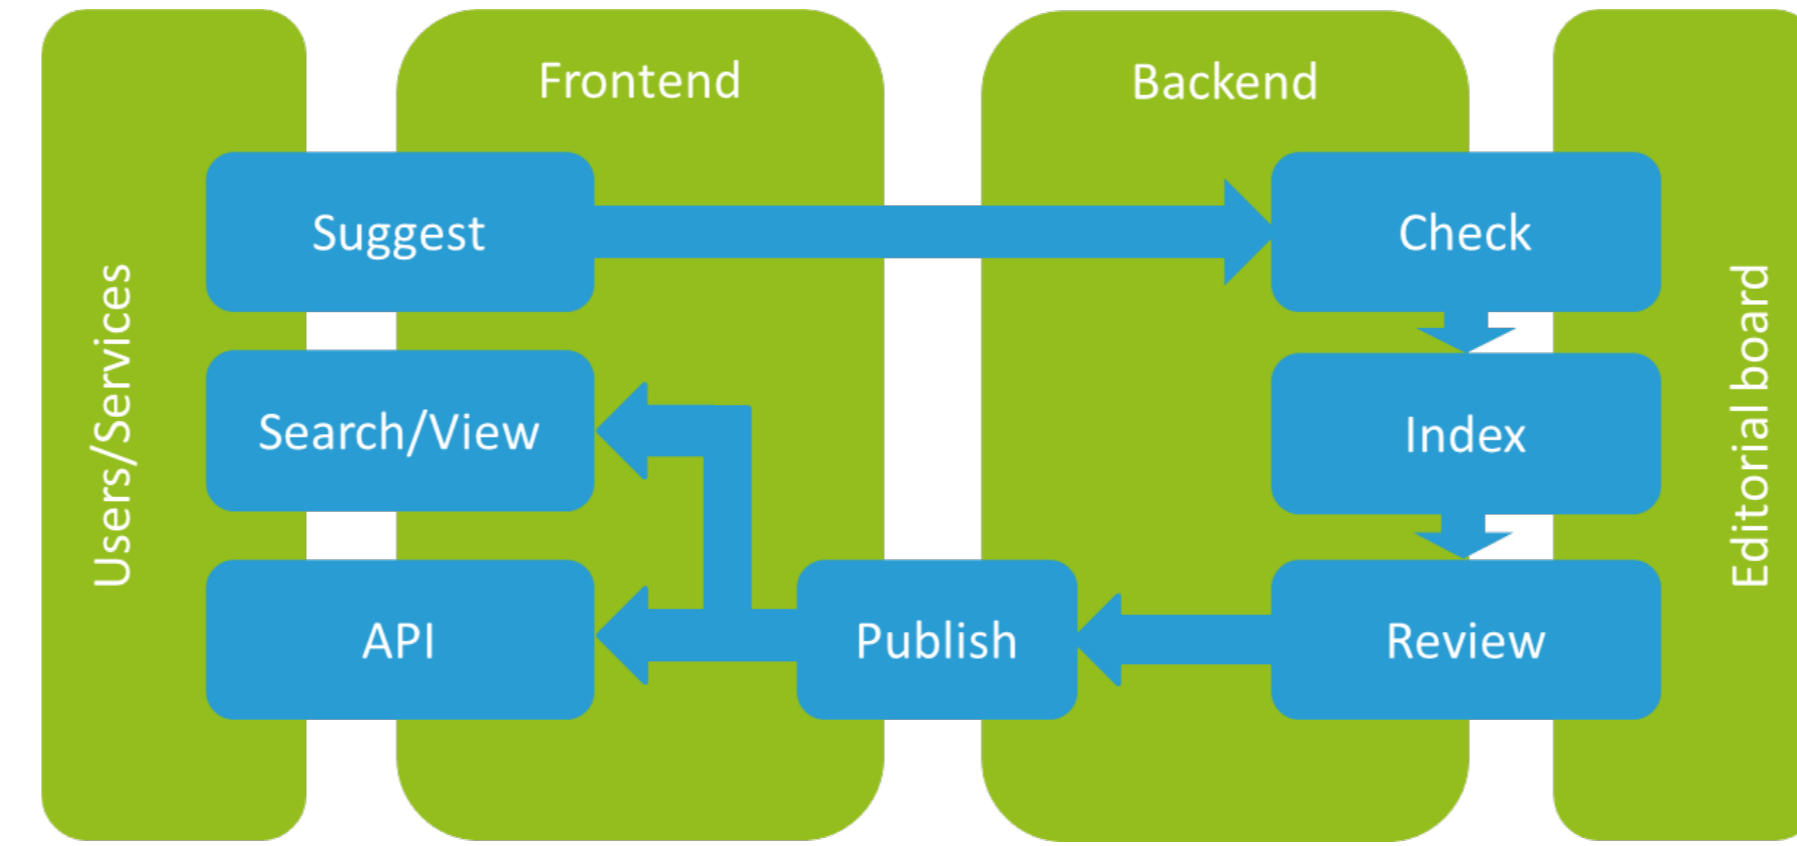 Frontend
Backend
Users/Services
Suggest
Check
Search/View
Index
API
Publish
Review
Editorial board